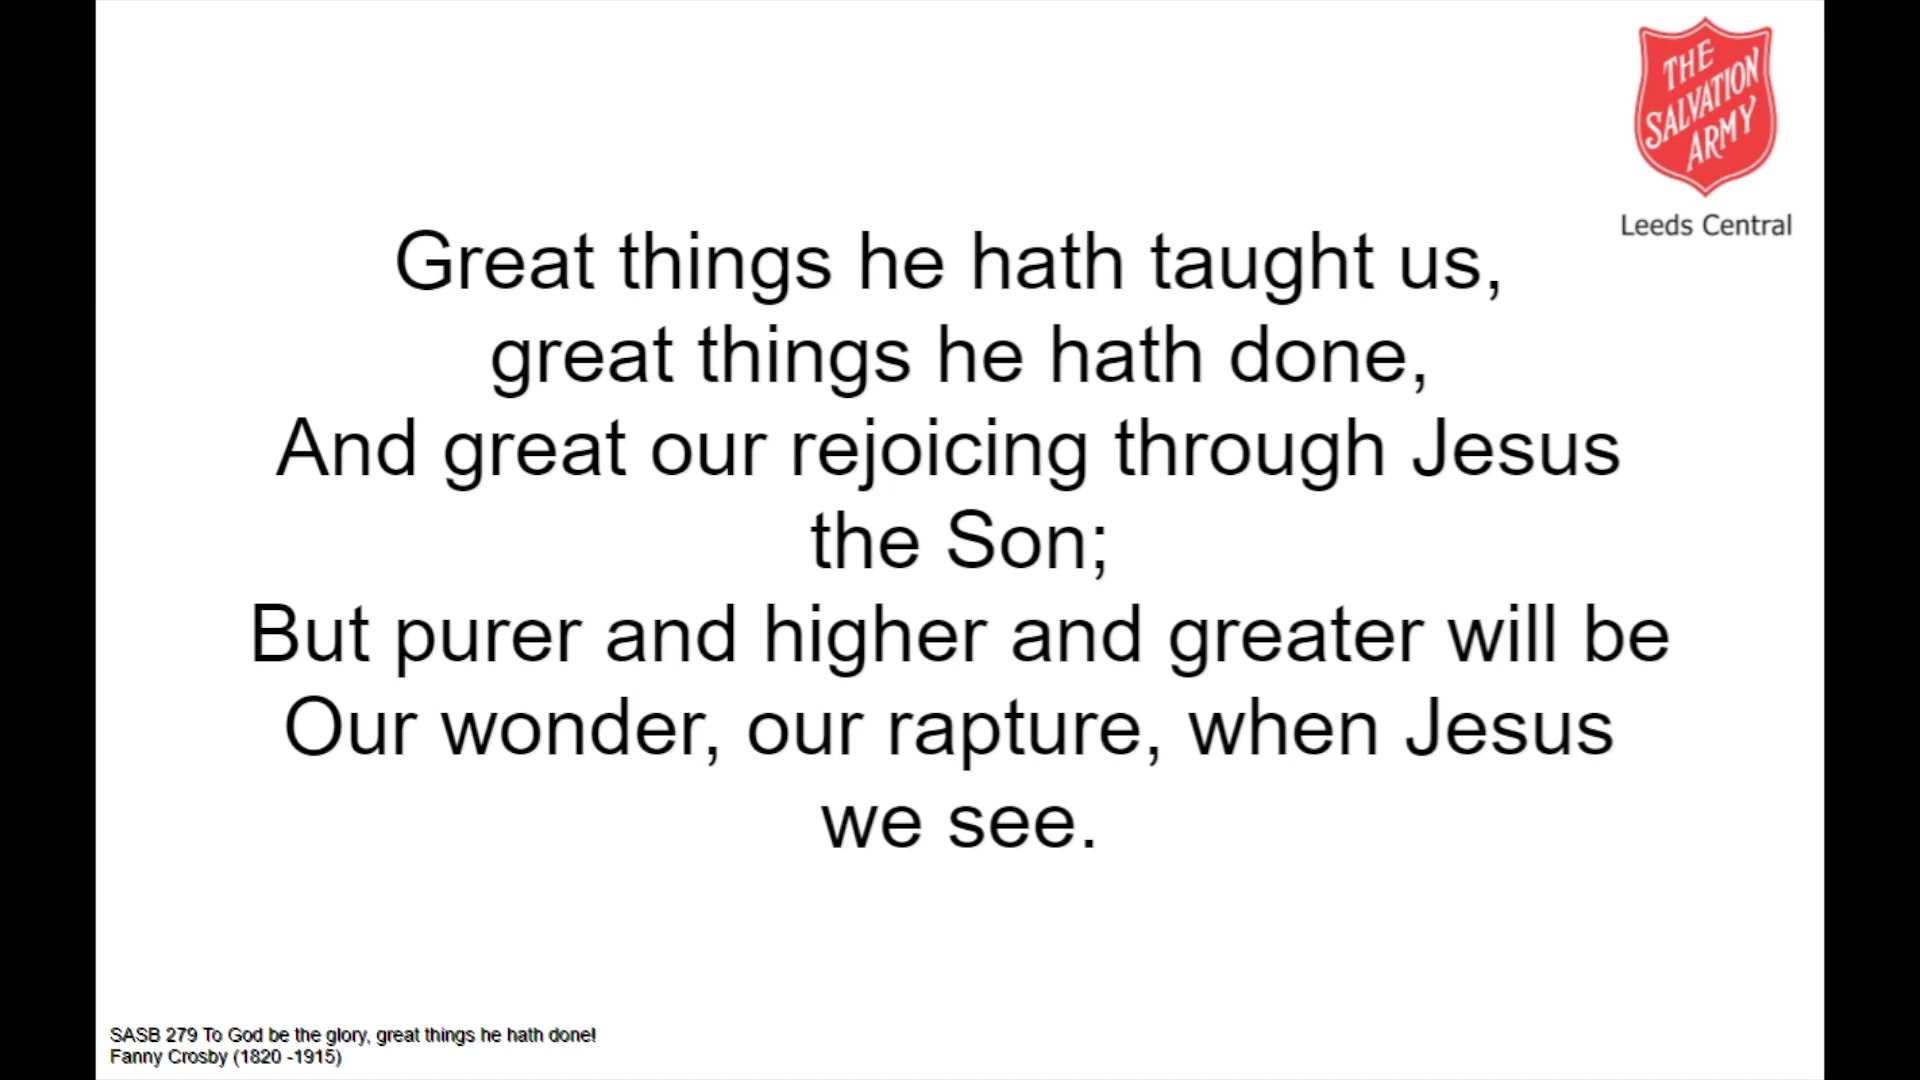 THE
SALVATION
ARMY
Leeds Central
Great things he hath taught us,
great things he hath done,
And great our rejoicing through Jesus
the Son;
But purer and higher and greater will be
Our wonder, our rapture, when Jesus
we see.
SASB 279 To God be the glory, great things he hath done!
Fanny Crosby (1820 -1915)